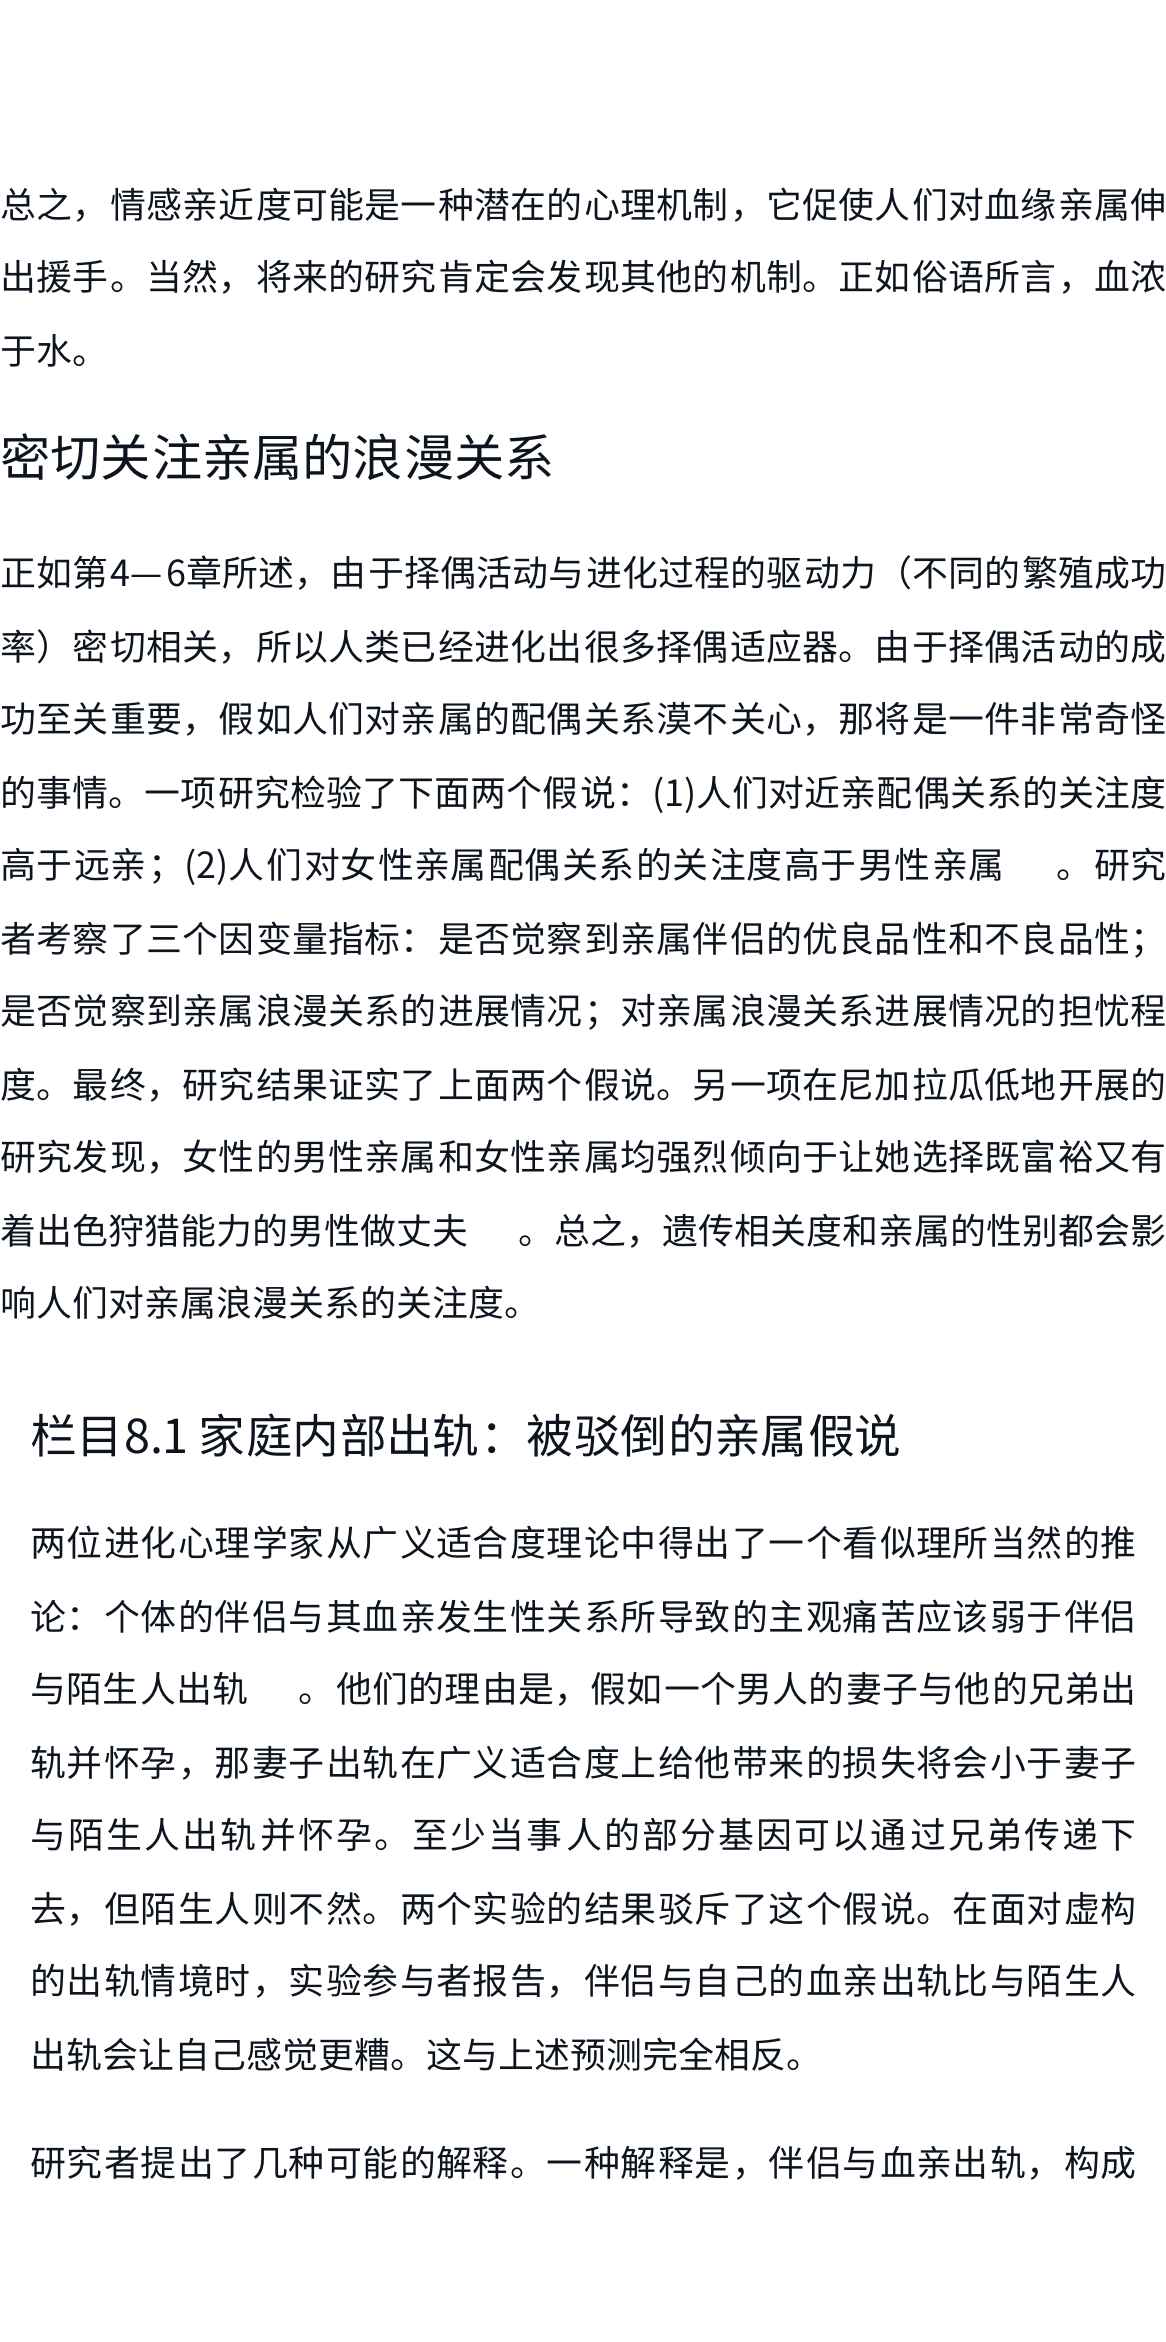 总之，情感亲近度可能是一种潜在的心理机制，它促使人们对血缘亲属伸
出援手。当然，将来的研究肯定会发现其他的机制。正如俗语所言，血浓
于水。
密切关注亲属的浪漫关系
正如第4—6章所述，由于择偶活动与进化过程的驱动力（不同的繁殖成功
率）密切相关，所以人类已经进化出很多择偶适应器。由于择偶活动的成
功至关重要，假如人们对亲属的配偶关系漠不关心，那将是一件非常奇怪
的事情。一项研究检验了下面两个假说：(1)人们对近亲配偶关系的关注度
高于远亲；(2)人们对女性亲属配偶关系的关注度高于男性亲属　。研究
者考察了三个因变量指标：是否觉察到亲属伴侣的优良品性和不良品性；
是否觉察到亲属浪漫关系的进展情况；对亲属浪漫关系进展情况的担忧程
度。最终，研究结果证实了上面两个假说。另一项在尼加拉瓜低地开展的
研究发现，女性的男性亲属和女性亲属均强烈倾向于让她选择既富裕又有
着出色狩猎能力的男性做丈夫　。总之，遗传相关度和亲属的性别都会影
响人们对亲属浪漫关系的关注度。
栏目8.1 家庭内部出轨：被驳倒的亲属假说
两位进化心理学家从广义适合度理论中得出了一个看似理所当然的推
论：个体的伴侣与其血亲发生性关系所导致的主观痛苦应该弱于伴侣
与陌生人出轨　。他们的理由是，假如一个男人的妻子与他的兄弟出
轨并怀孕，那妻子出轨在广义适合度上给他带来的损失将会小于妻子
与陌生人出轨并怀孕。至少当事人的部分基因可以通过兄弟传递下
去，但陌生人则不然。两个实验的结果驳斥了这个假说。在面对虚构
的出轨情境时，实验参与者报告，伴侣与自己的血亲出轨比与陌生人
出轨会让自己感觉更糟。这与上述预测完全相反。
研究者提出了几种可能的解释。一种解释是，伴侣与血亲出轨，构成